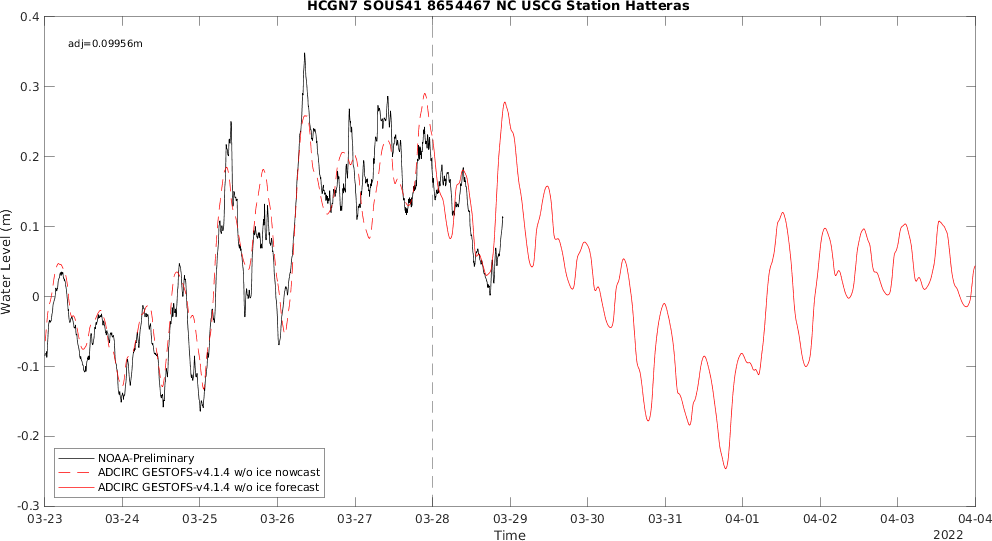 HCGN7 SOUS41 8654467 NC USCG Station Hatteras
adj=0.09956m
0.4
0.3
0.2
0.1
0
-0.1
-0.2
-0.3
Water Level (m)
NOAA-Preliminary
ADCIRC GESTOFS-v4.1.4 w/o ice nowcast
ADCIRC GESTOFS-v4.1.4 w/o ice forecast
03-23 03-24 03-25 03-26 03-27 03-28 03-29 03-30 03-31 04-01 04-02 04-03 04-04
Time
2022